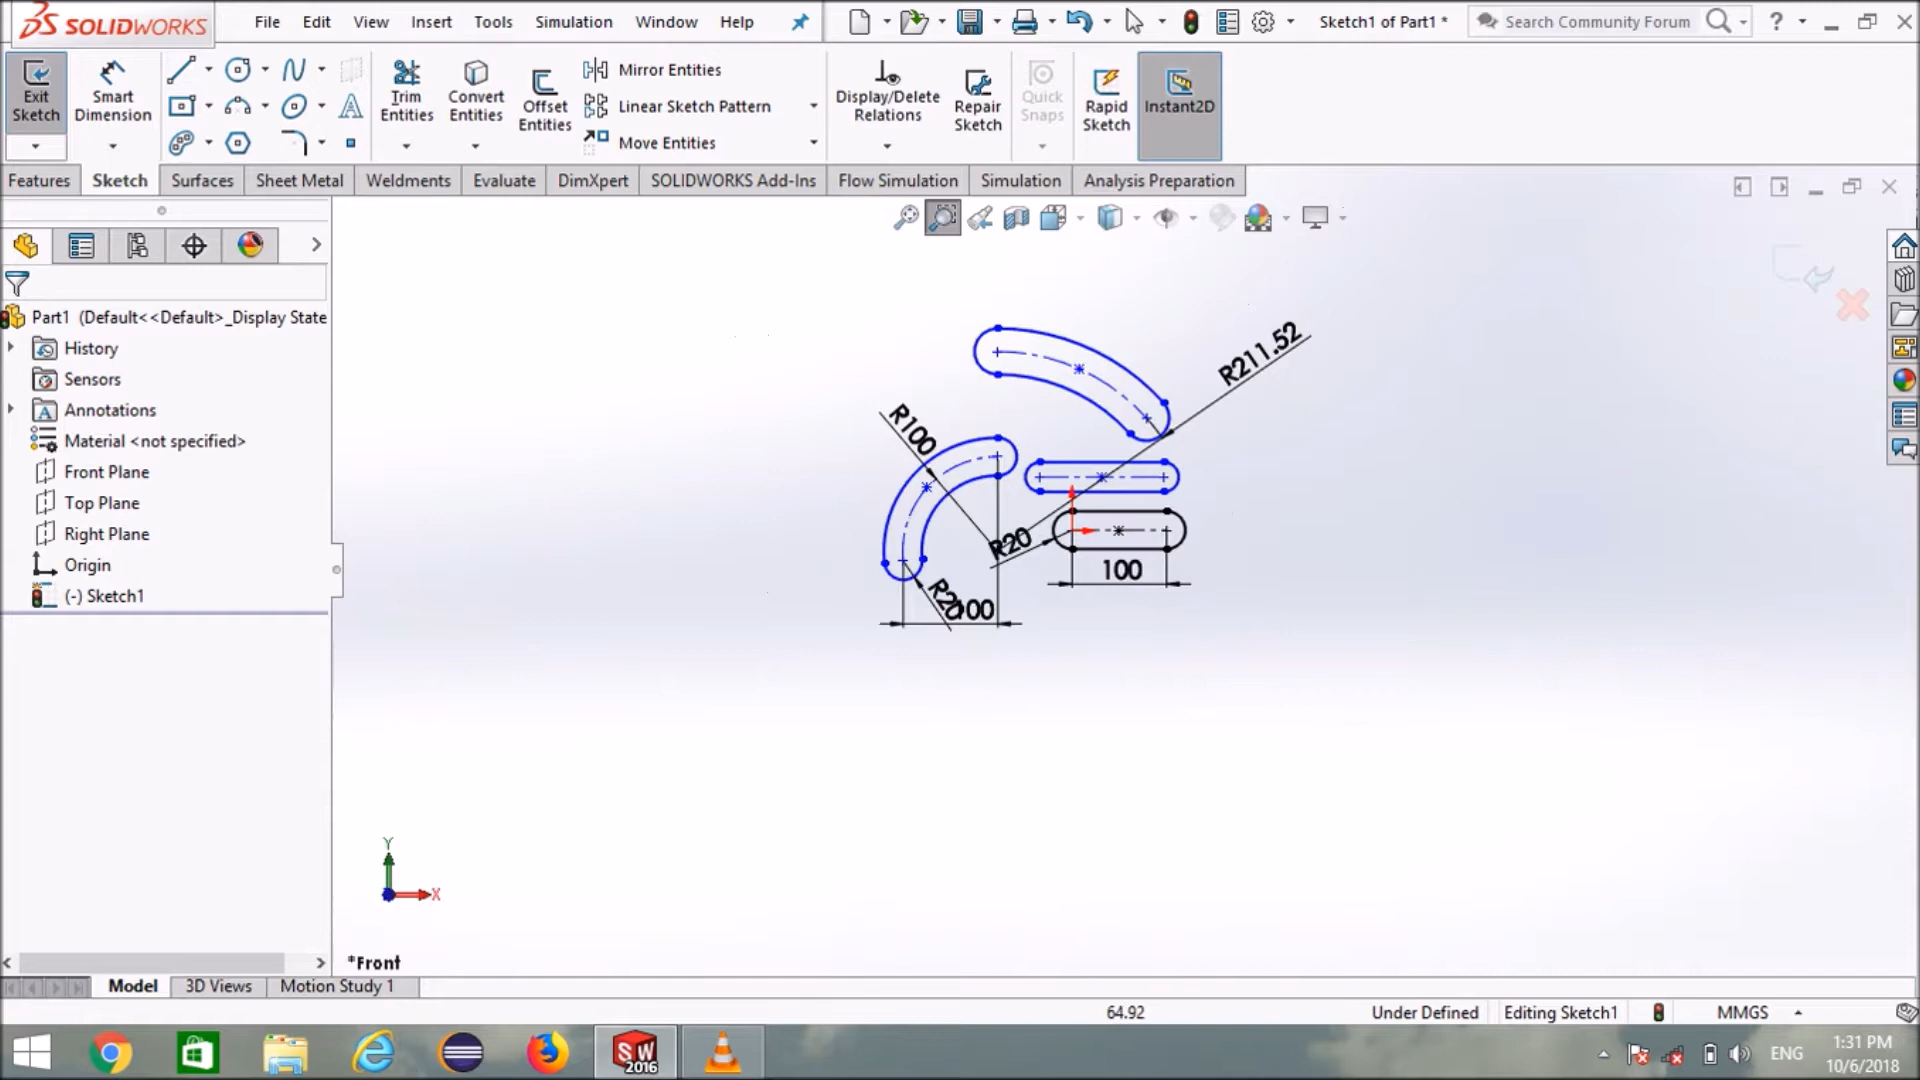 SOLIDWORKS File Edit View Insert Tools Simulation Window Help Sketch1 of Part1 * Search Community Forum ?
Exit Sketch
Smart Dimension
Trim Entities
Convert Entities
Offset Entities
Mirror Entities
Linear Sketch Pattern
Move Entities
Display/Delete Relations
Repair Sketch
Quick Snaps
Rapid Sketch
Instant2D
Features Sketch Surfaces Sheet Metal Weldments Evaluate DimXpert SOLIDWORKS Add-Ins Flow Simulation Simulation Analysis Preparation
Part1 (Default<<Default>_Display State
History
Sensors
Annotations
Material <not specified>
Front Plane
Top Plane
Right Plane
Origin
(-) Sketch1
R211.52
R100
R20
100
R20
100
Y
X
*Front
Model 3D Views Motion Study 1
64.92 Under Defined Editing Sketch1 MMGS
SW 2016
ENG
1:31 PM
10/6/2018